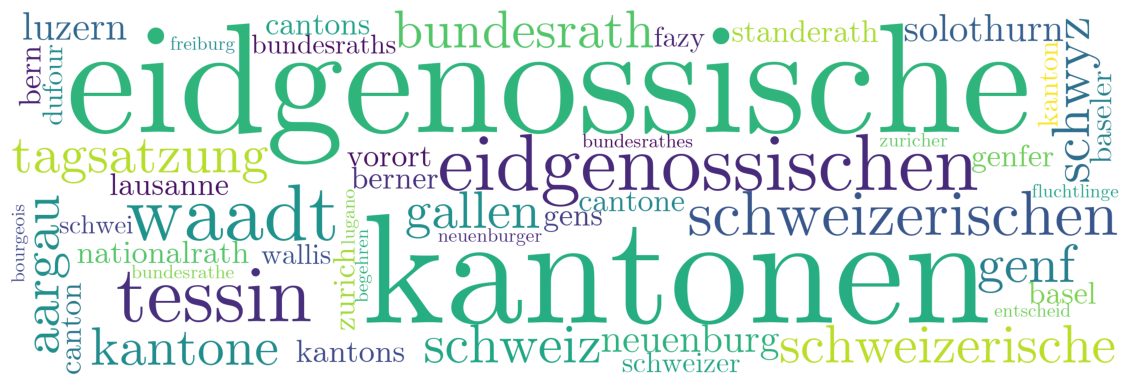 luzern
cantons
bundesrath
fazy
standerath
solothurn
freiburg
bundesraths
bern
dufour
eidgenossische
kanton
schwyz
baseler
tagsatzung
vorort
eidgenossischen
bundesrathes
zuricher
genfer
lausanne
berner
cantone
fluchtlinge
bourgeois
aargau
schwei
waadt
zurich
lugano
gallen
gens
schweizerischen
neuenburger
nationalrath
wallis
begehren
kantonen
genf
bundesrathe
tessin
basel
entscheid
canton
kantone
kantons
schweiz
neuenburg
schweizerische
schweizer